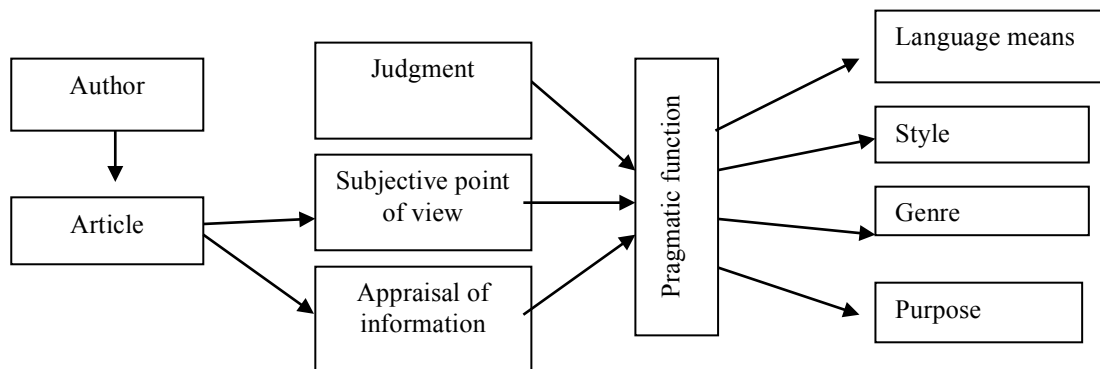 Author
Article
Judgment
Subjective point
of view
Appraisal of
information
Pragmatic function
Language means
Style
Genre
Purpose